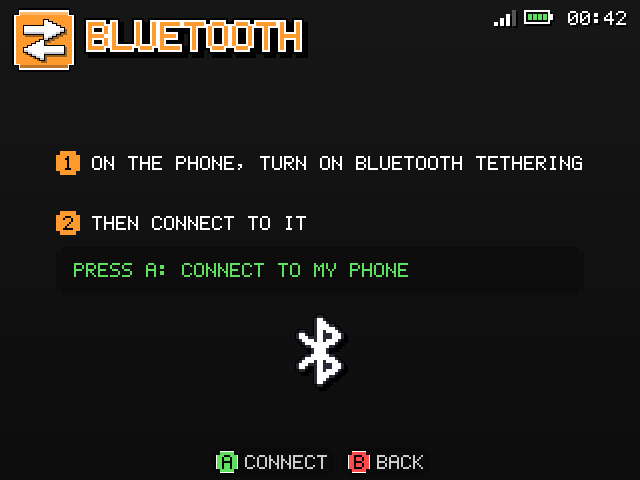 BLUETOOTH
00:42
1 ON THE PHONE, TURN ON BLUETOOTH TETHERING
2 THEN CONNECT TO IT
PRESS A: CONNECT TO MY PHONE
A CONNECT B BACK